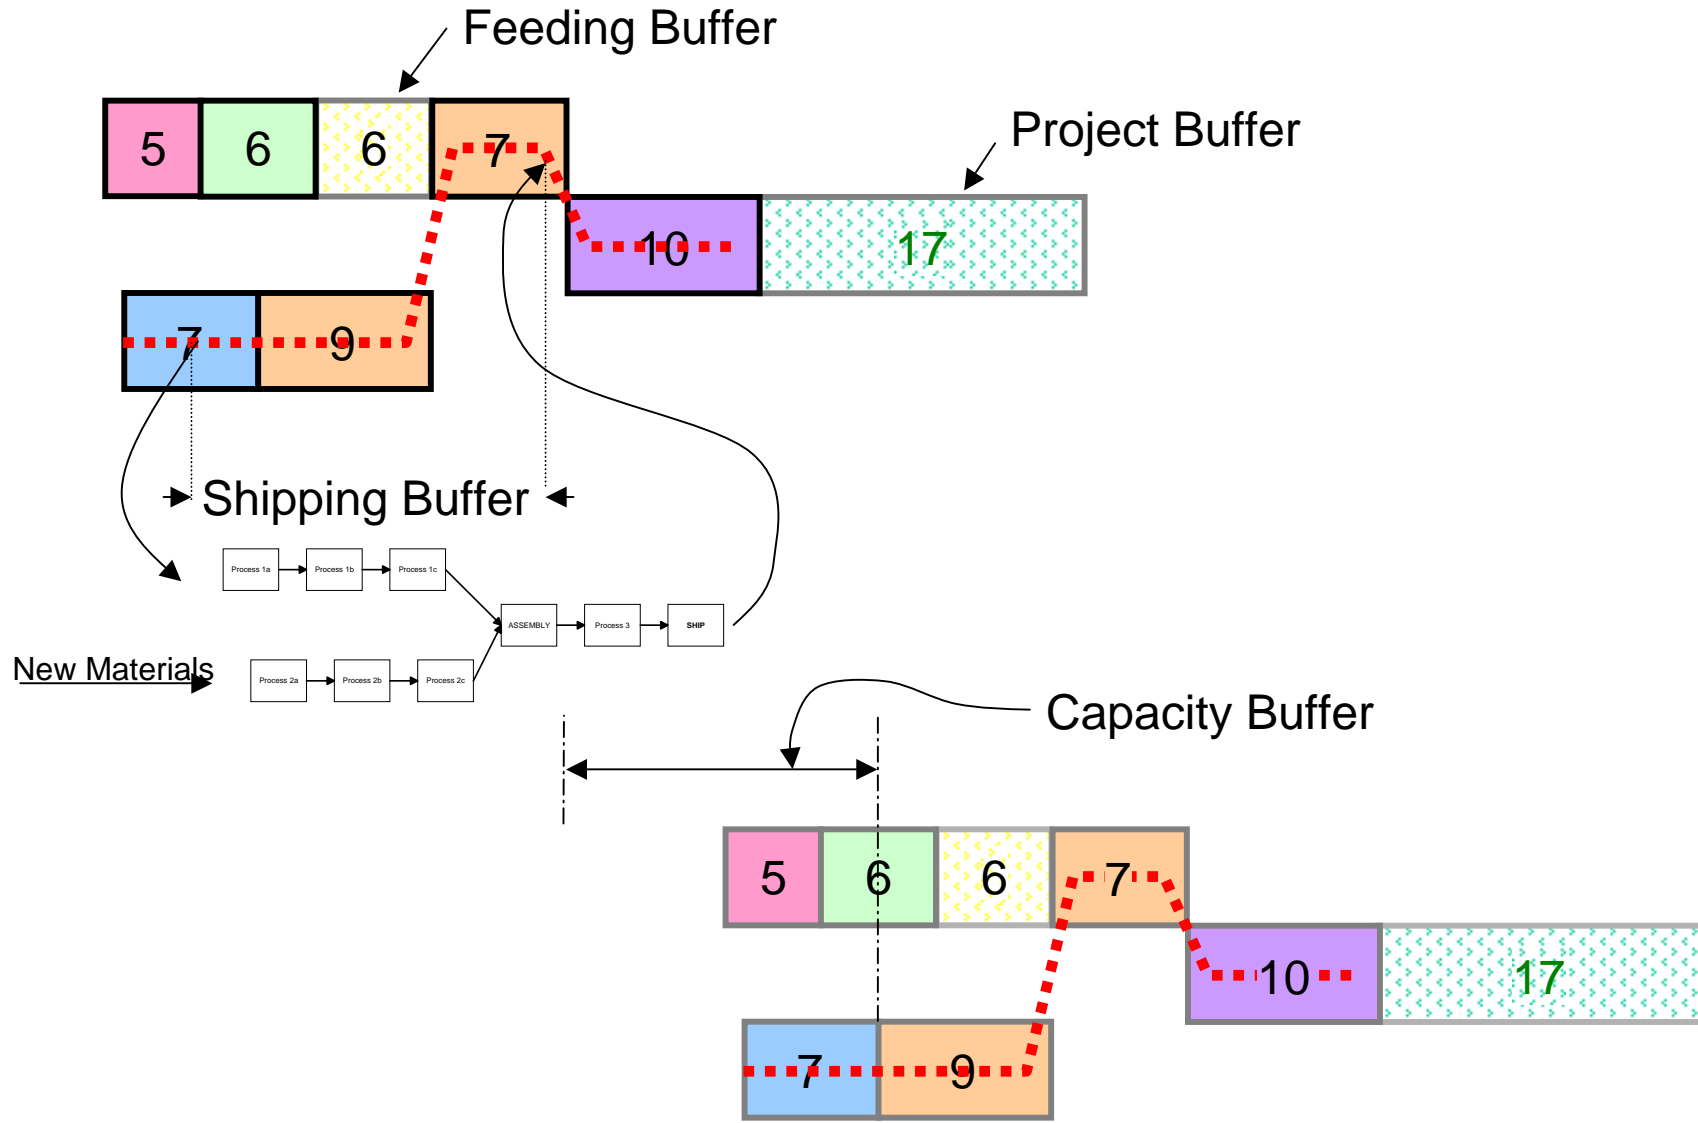 Feeding Buffer
Project Buffer
5 6 6 7
10 17
7 9
Shipping Buffer
Process 1a Process 1b Process 1c
ASSEMBLY Process 3 SHIP
New Materials
Process 2a Process 2b Process 2c
Capacity Buffer
5 6 6 7
10 17
7 9